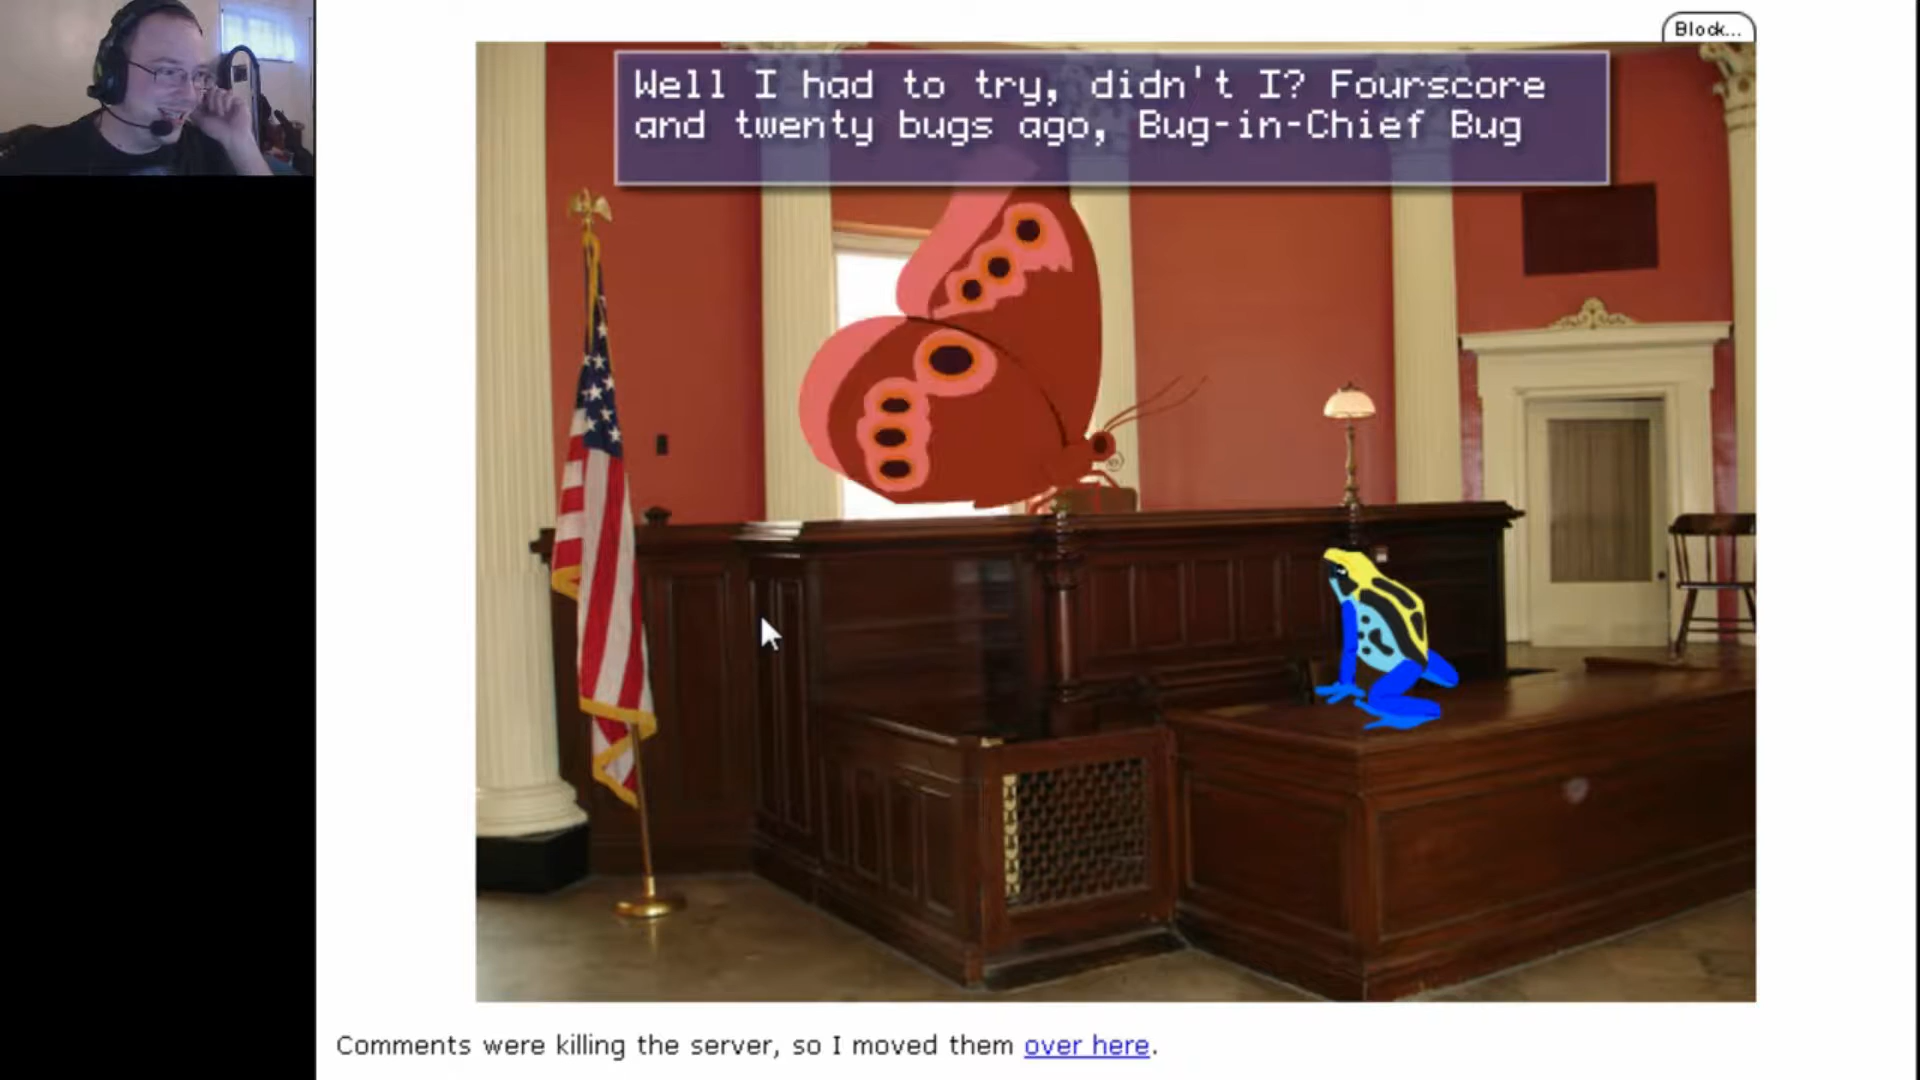 Block...
Well I had to try, didn't I? Fourscore
and twenty bugs ago, Bug-in-Chief Bug
Comments were killing the server, so I moved them over here.